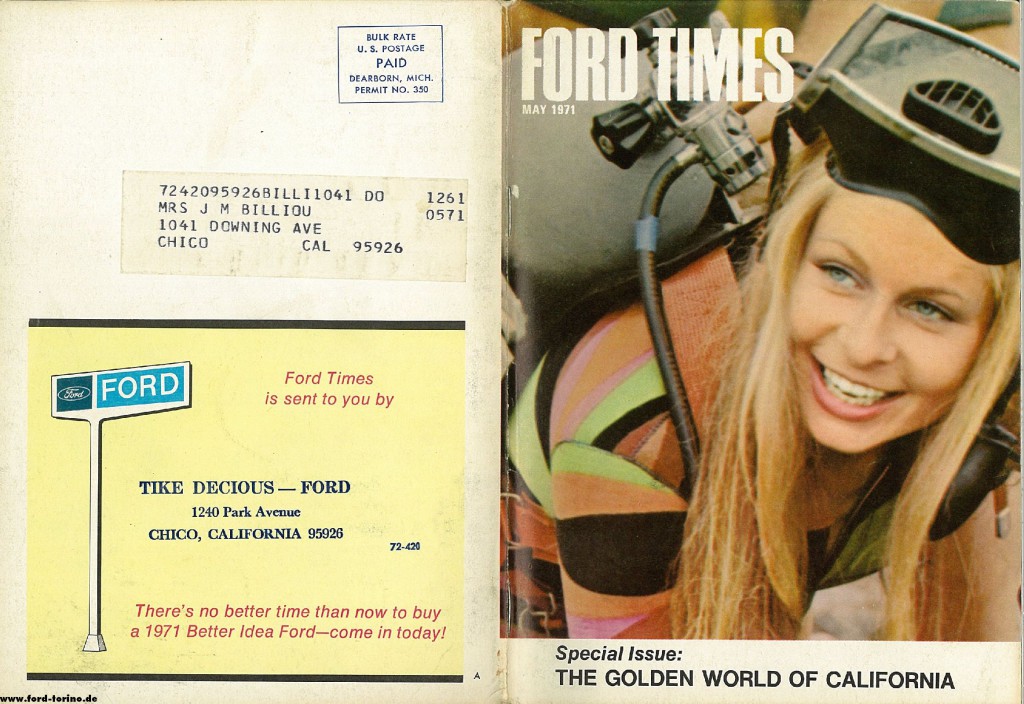 BULK RATE
U. S. POSTAGE
PAID
DEARBORN, MICH.
PERMIT NO. 350
7242095926BILLI1041 DO 1261
MRS J M BILLIOU 0571
1041 DOWNING AVE
CHICO CAL 95926
Ford FORD
Ford Times
is sent to you by
TIKE DECIOUS — FORD
1240 Park Avenue
CHICO, CALIFORNIA 95926
72-420
There's no better time than now to buy
a 1971 Better Idea Ford—come in today!
A
www.ford-torino.de
FORD TIMES
MAY 1971
Special Issue:
THE GOLDEN WORLD OF CALIFORNIA